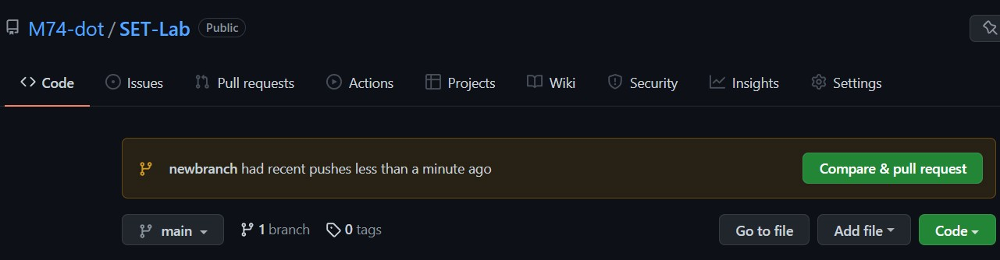 M74-dot / SET-Lab Public
Code Issues Pull requests Actions Projects Wiki Security Insights Settings
newbranch had recent pushes less than a minute ago Compare & pull request
main 1 branch 0 tags Go to file Add file Code